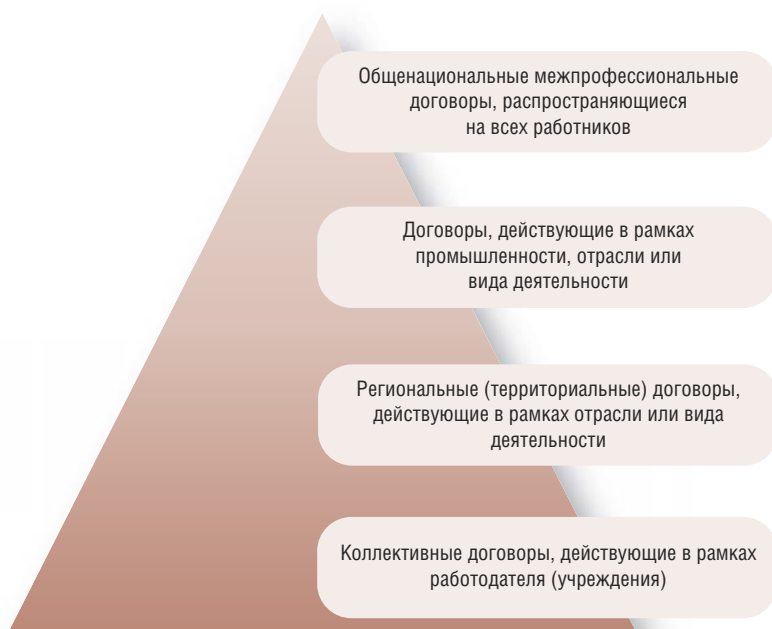 Общенациональные межпрофессиональные
договоры, распространяющиеся
на всех работников
Договоры, действующие в рамках
промышленности, отрасли или
вида деятельности
Региональные (территориальные) договоры,
действующие в рамках отрасли или вида
деятельности
Коллективные договоры, действующие в рамках
работодателя (учреждения)